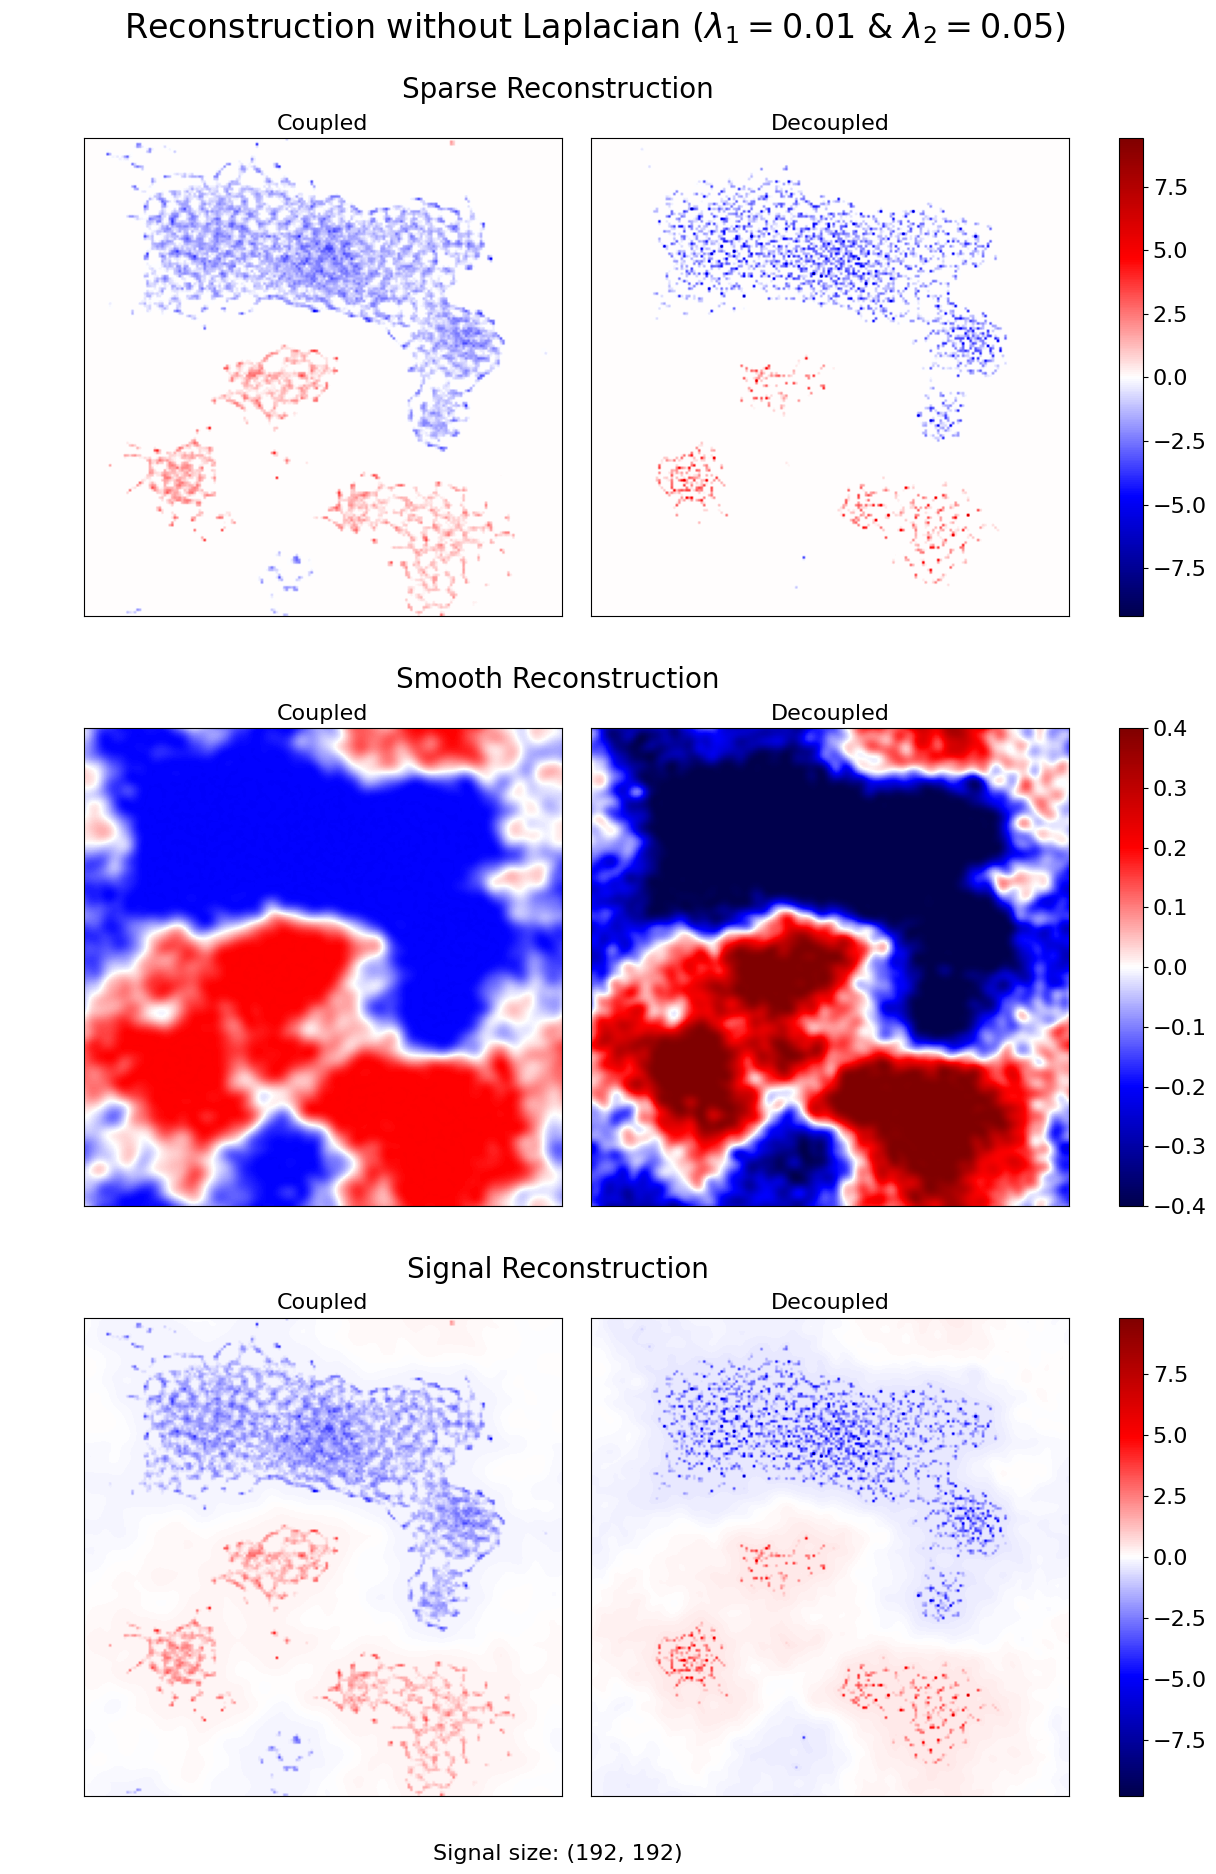 Reconstruction without Laplacian (λ₁ = 0.01 & λ₂ = 0.05)
Sparse Reconstruction
Coupled
Decoupled
7.5
5.0
2.5
0.0
−2.5
−5.0
−7.5
Smooth Reconstruction
Coupled
Decoupled
0.4
0.3
0.2
0.1
0.0
−0.1
−0.2
−0.3
−0.4
Signal Reconstruction
Coupled
Decoupled
7.5
5.0
2.5
0.0
−2.5
−5.0
−7.5
Signal size: (192, 192)